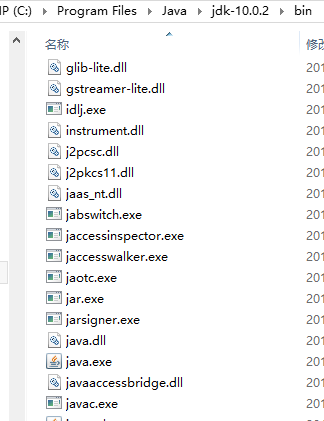 IP (C:) › Program Files › Java › jdk-10.0.2 › bin
名称 修
glib-lite.dll 201
gstreamer-lite.dll 201
idlj.exe 201
instrument.dll 201
j2pcsc.dll 201
j2pkcs11.dll 201
jaas_nt.dll 201
jabswitch.exe 201
jaccessinspector.exe 201
jaccesswalker.exe 201
jaotc.exe 201
jar.exe 201
jarsigner.exe 201
java.dll 201
java.exe 201
javaaccessbridge.dll 201
javac.exe 201